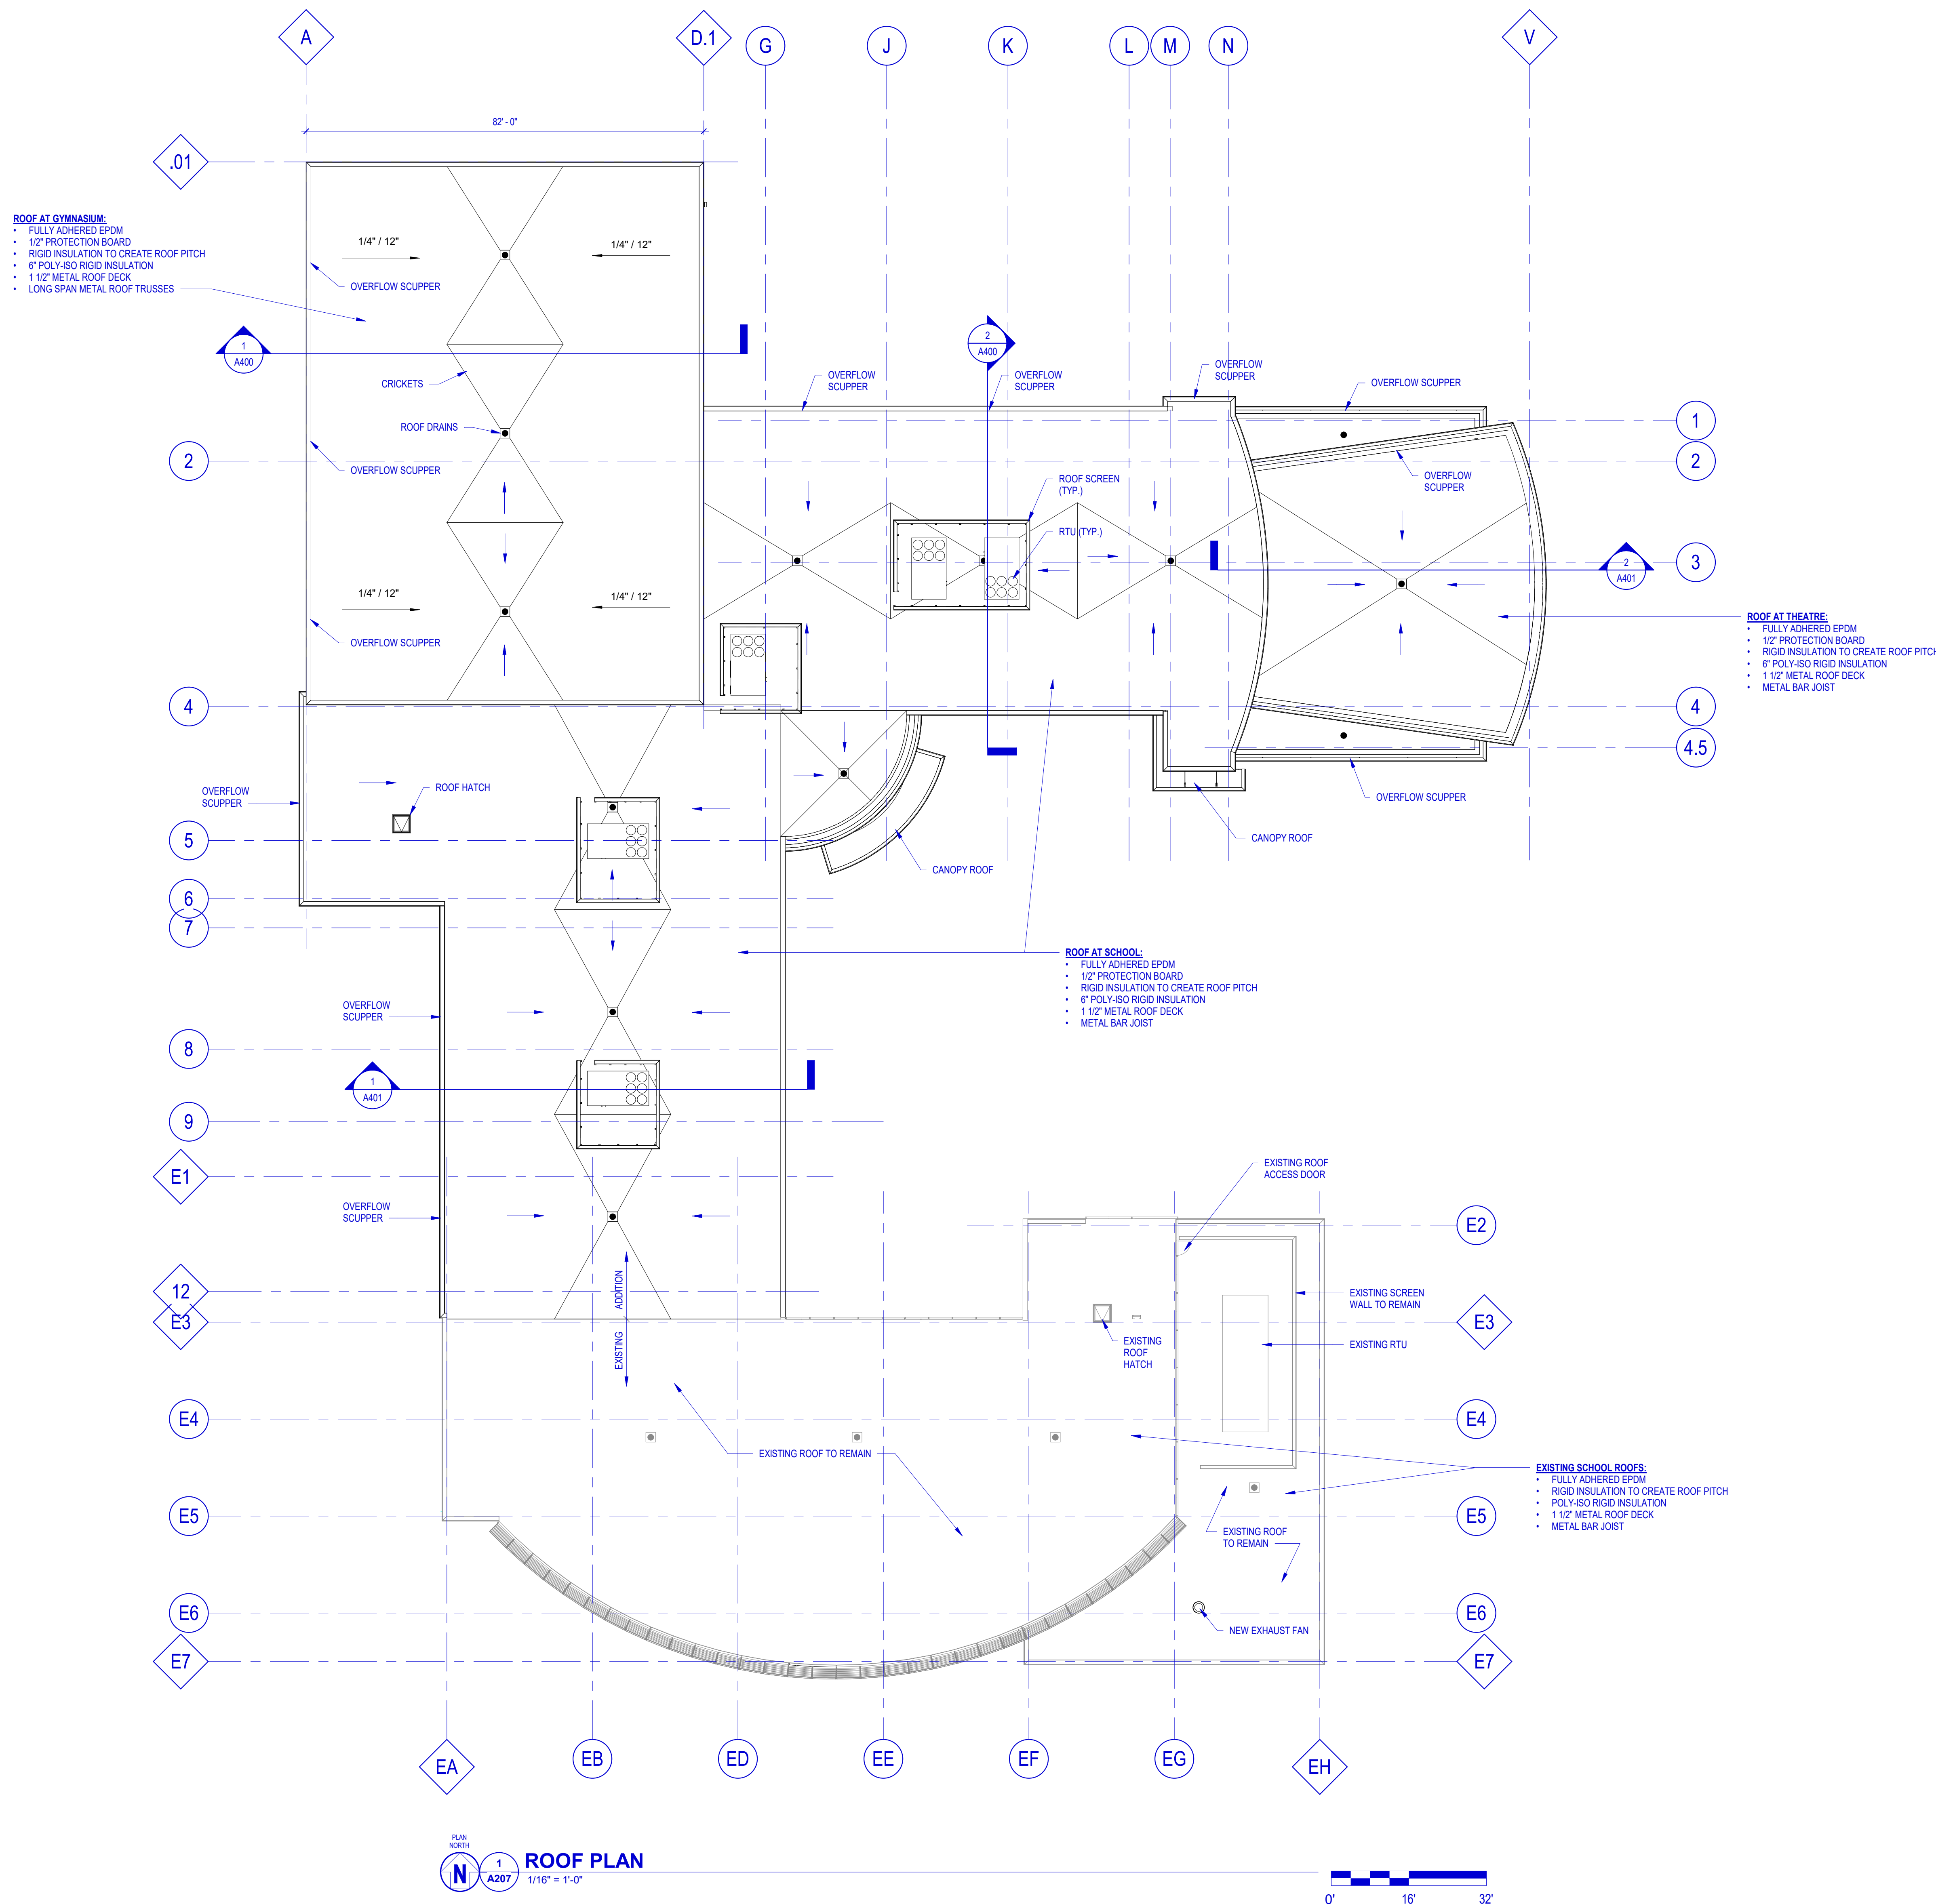 A
D.1
G
J
K
L
M
N
V
82' - 0"
.01
ROOF AT GYMNASIUM:
• FULLY ADHERED EPDM
• 1/2" PROTECTION BOARD
• RIGID INSULATION TO CREATE ROOF PITCH
• 6" POLY-ISO RIGID INSULATION
• 1 1/2" METAL ROOF DECK
• LONG SPAN METAL ROOF TRUSSES
1/4" / 12"
1/4" / 12"
OVERFLOW SCUPPER
1
A400
2
A400
CRICKETS
ROOF DRAINS
OVERFLOW
SCUPPER
OVERFLOW
SCUPPER
OVERFLOW
SCUPPER
OVERFLOW SCUPPER
1
2
2
OVERFLOW SCUPPER
OVERFLOW
SCUPPER
ROOF SCREEN
(TYP.)
RTU (TYP.)
3
2
A401
1/4" / 12"
1/4" / 12"
OVERFLOW SCUPPER
ROOF AT THEATRE:
• FULLY ADHERED EPDM
• 1/2" PROTECTION BOARD
• RIGID INSULATION TO CREATE ROOF PITCH
• 6" POLY-ISO RIGID INSULATION
• 1 1/2" METAL ROOF DECK
• METAL BAR JOIST
4
4
4.5
OVERFLOW
SCUPPER
ROOF HATCH
OVERFLOW SCUPPER
CANOPY ROOF
5
CANOPY ROOF
6
7
ROOF AT SCHOOL:
• FULLY ADHERED EPDM
• 1/2" PROTECTION BOARD
• RIGID INSULATION TO CREATE ROOF PITCH
• 6" POLY-ISO RIGID INSULATION
• 1 1/2" METAL ROOF DECK
• METAL BAR JOIST
OVERFLOW
SCUPPER
8
1
A401
9
E1
OVERFLOW
SCUPPER
EXISTING ROOF
ACCESS DOOR
E2
ADDITION
EXISTING
12
E3
EXISTING SCREEN
WALL TO REMAIN
E3
EXISTING
ROOF
HATCH
EXISTING RTU
E4
E4
EXISTING ROOF TO REMAIN
EXISTING SCHOOL ROOFS:
• FULLY ADHERED EPDM
• RIGID INSULATION TO CREATE ROOF PITCH
• POLY-ISO RIGID INSULATION
• 1 1/2" METAL ROOF DECK
• METAL BAR JOIST
E5
E5
EXISTING ROOF
TO REMAIN
E6
E6
NEW EXHAUST FAN
E7
E7
EA
EB
ED
EE
EF
EG
EH
PLAN
NORTH
N
1
A207
ROOF PLAN
1/16" = 1'-0"
0'
16'
32'